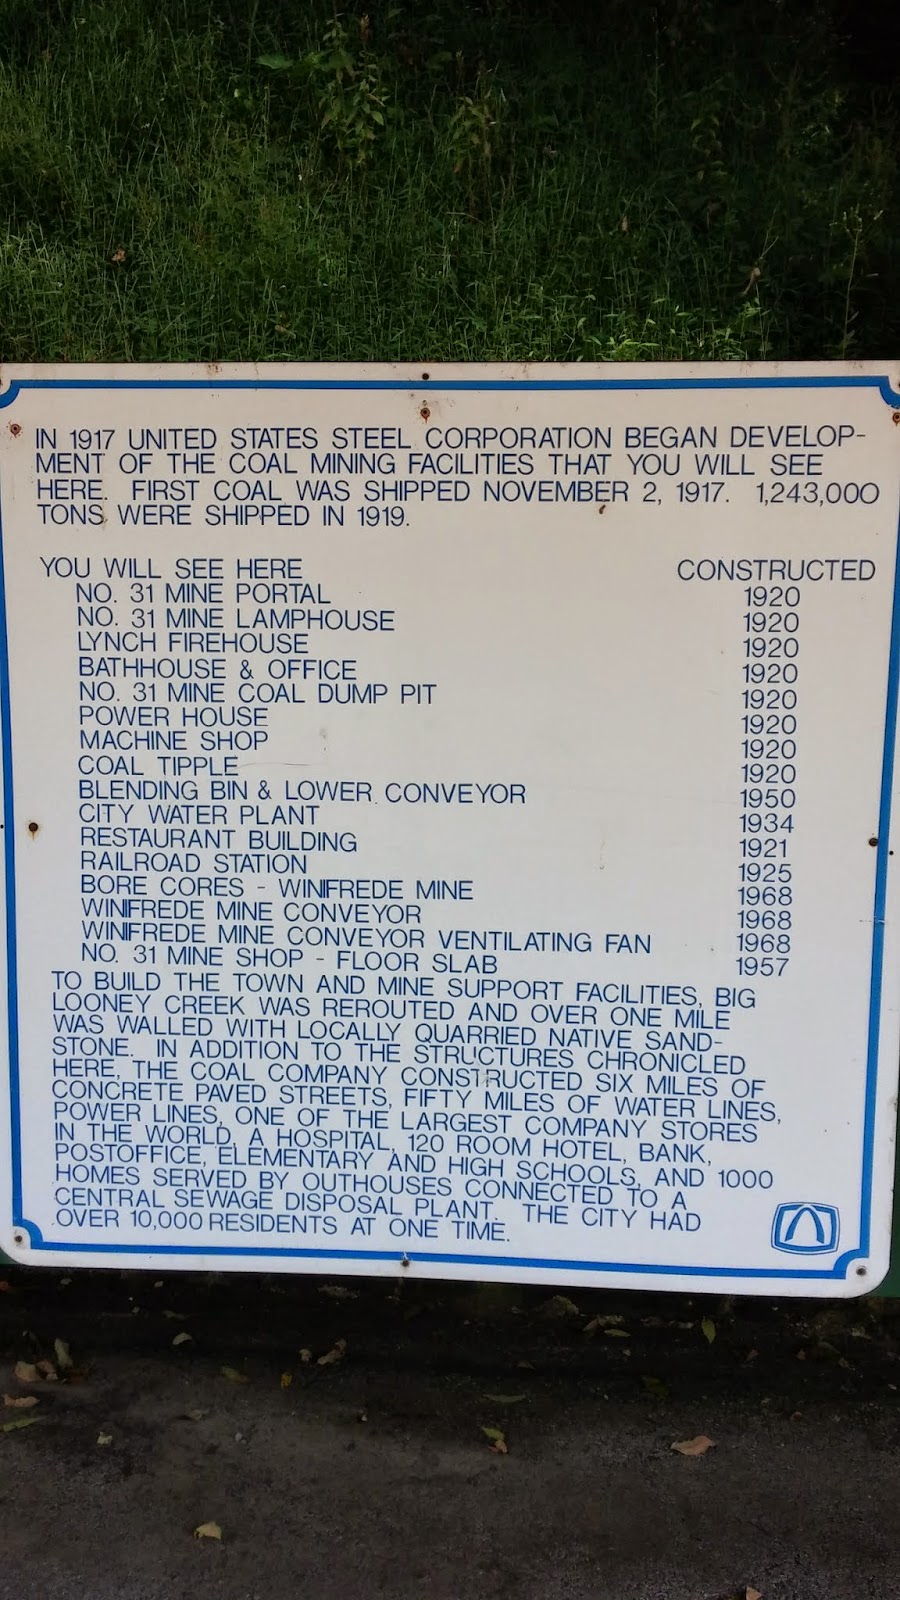 IN 1917 UNITED STATES STEEL CORPORATION BEGAN DEVELOP-
MENT OF THE COAL MINING FACILITIES THAT YOU WILL SEE
HERE. FIRST COAL WAS SHIPPED NOVEMBER 2, 1917. 1,243,000
TONS WERE SHIPPED IN 1919.
YOU WILL SEE HERE CONSTRUCTED
NO. 31 MINE PORTAL 1920
NO. 31 MINE LAMPHOUSE 1920
LYNCH FIREHOUSE 1920
BATHHOUSE & OFFICE 1920
NO. 31 MINE COAL DUMP PIT 1920
POWER HOUSE 1920
MACHINE SHOP 1920
COAL TIPPLE 1920
BLENDING BIN & LOWER CONVEYOR 1950
CITY WATER PLANT 1934
RESTAURANT BUILDING 1921
RAILROAD STATION 1925
BORE CORES - WINIFREDE MINE 1968
WINIFREDE MINE CONVEYOR 1968
WINIFREDE MINE CONVEYOR VENTILATING FAN 1968
NO. 31 MINE SHOP - FLOOR SLAB 1957
TO BUILD THE TOWN AND MINE SUPPORT FACILITIES, BIG
LOONEY CREEK WAS REROUTED AND OVER ONE MILE
WAS WALLED WITH LOCALLY QUARRIED NATIVE SAND-
STONE. IN ADDITION TO THE STRUCTURES CHRONICLED
HERE, THE COAL COMPANY CONSTRUCTED SIX MILES OF
CONCRETE PAVED STREETS, FIFTY MILES OF WATER LINES,
POWER LINES, ONE OF THE LARGEST COMPANY STORES
IN THE WORLD, A HOSPITAL, 120 ROOM HOTEL, BANK,
POSTOFFICE, ELEMENTARY AND HIGH SCHOOLS, AND 1000
HOMES SERVED BY OUTHOUSES CONNECTED TO A
CENTRAL SEWAGE DISPOSAL PLANT. THE CITY HAD
OVER 10,000 RESIDENTS AT ONE TIME.